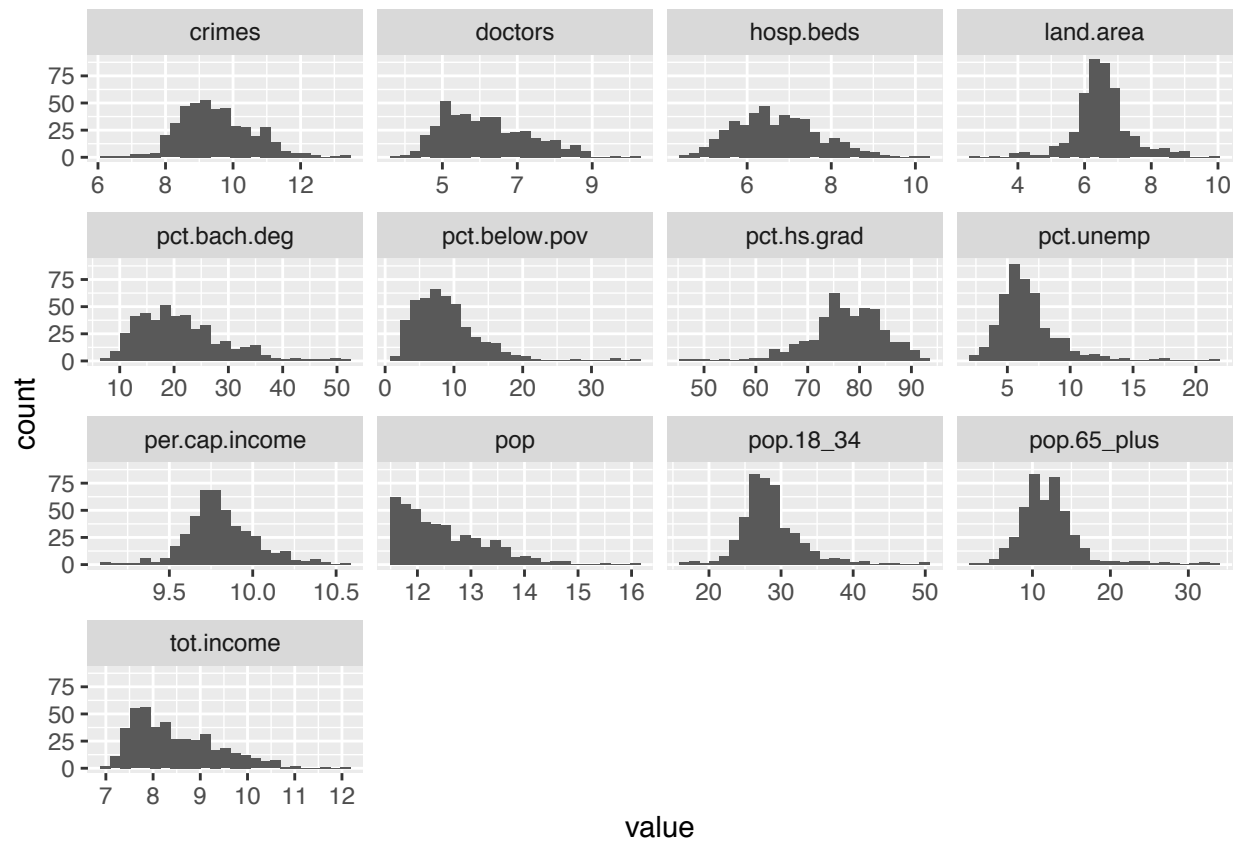 crimes doctors hosp.beds land.area
75
50
25
0
6 8 10 12 5 7 9 6 8 10 4 6 8 10
pct.bach.deg pct.below.pov pct.hs.grad pct.unemp
75
50
25
0
10 20 30 40 50 0 10 20 30 50 60 70 80 90 5 10 15 20
per.cap.income pop pop.18_34 pop.65_plus
75
50
25
0
9.5 10.0 10.5 12 13 14 15 16 20 30 40 50 10 20 30
tot.income
75
50
25
0
7 8 9 10 11 12
count
value